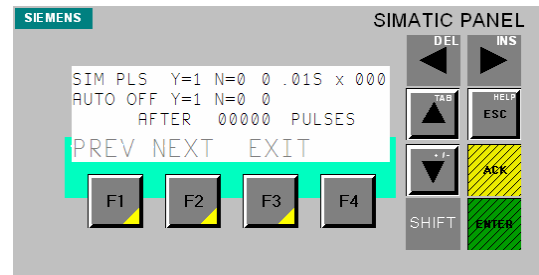 SIEMENS
SIMATIC PANEL
DEL
INS
SIM PLS Y=1 N=0 0 .01S x 000
AUTO OFF Y=1 N=0 0
AFTER 00000 PULSES
PREV NEXT EXIT
TAB
HELP
ESC
+ /-
ACK
F1
F2
F3
F4
SHIFT
ENTER